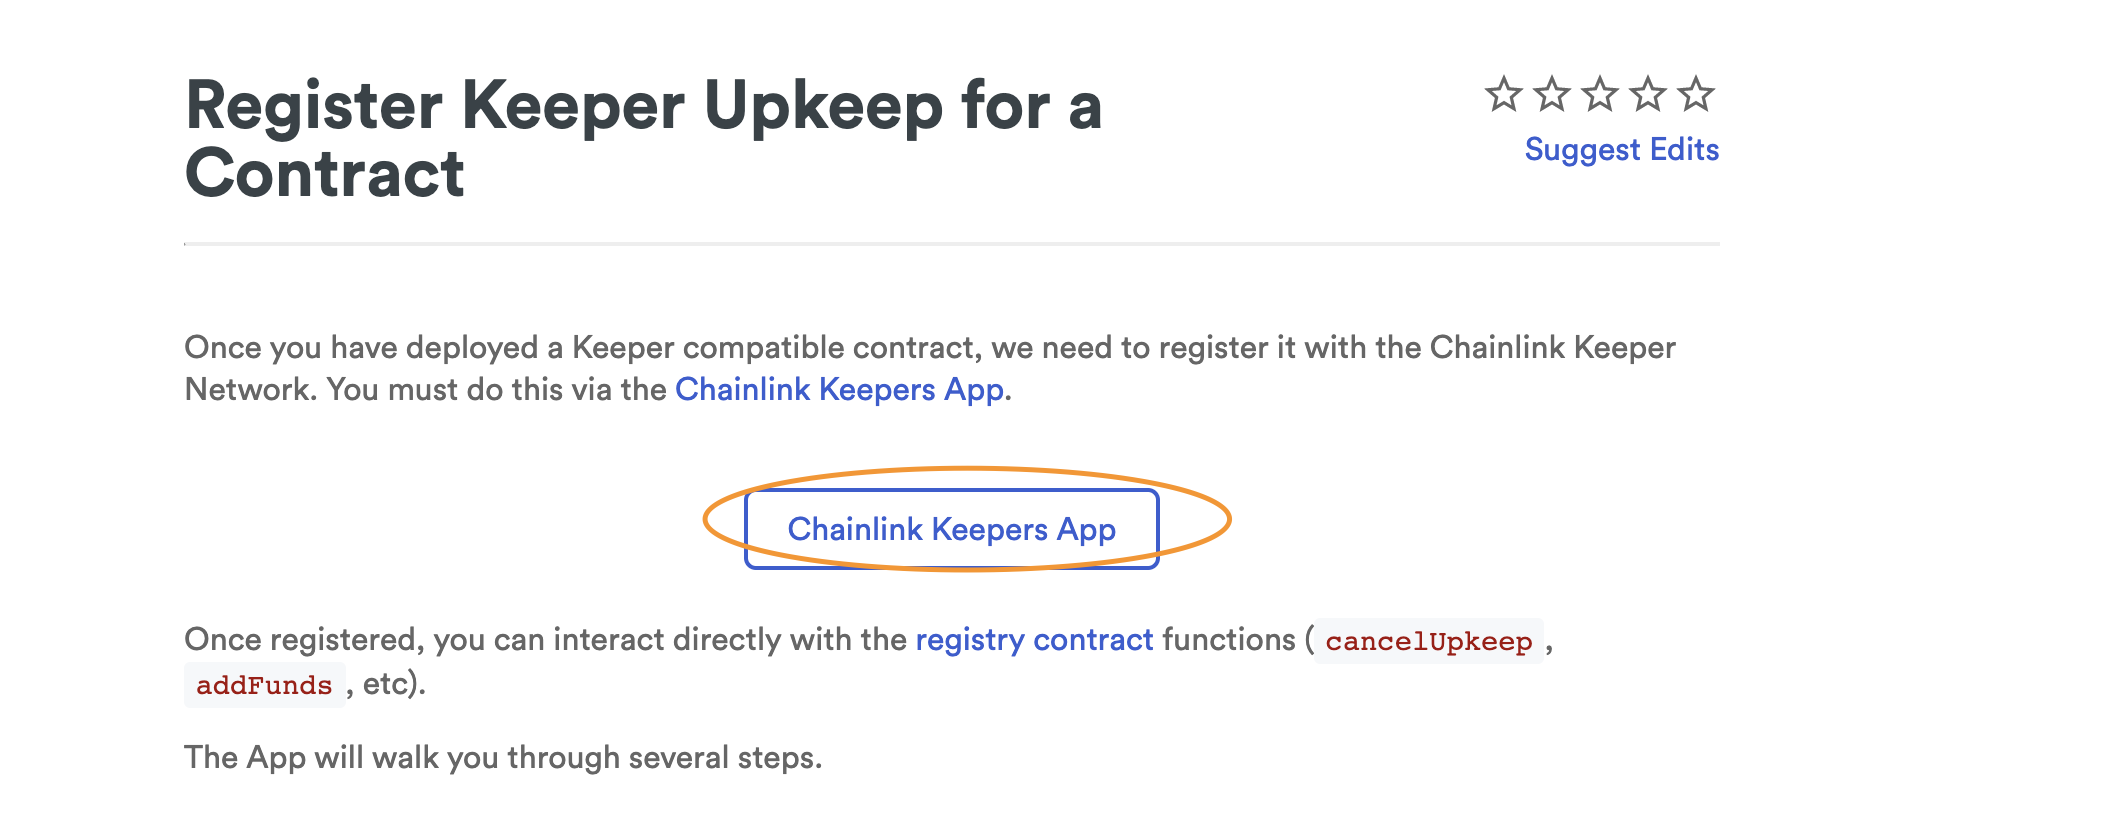 Register Keeper Upkeep for a
Contract
Suggest Edits
Once you have deployed a Keeper compatible contract, we need to register it with the Chainlink Keeper
Network. You must do this via the Chainlink Keepers App.
Chainlink Keepers App
Once registered, you can interact directly with the registry contract functions ( cancelUpkeep ,
addFunds , etc).
The App will walk you through several steps.